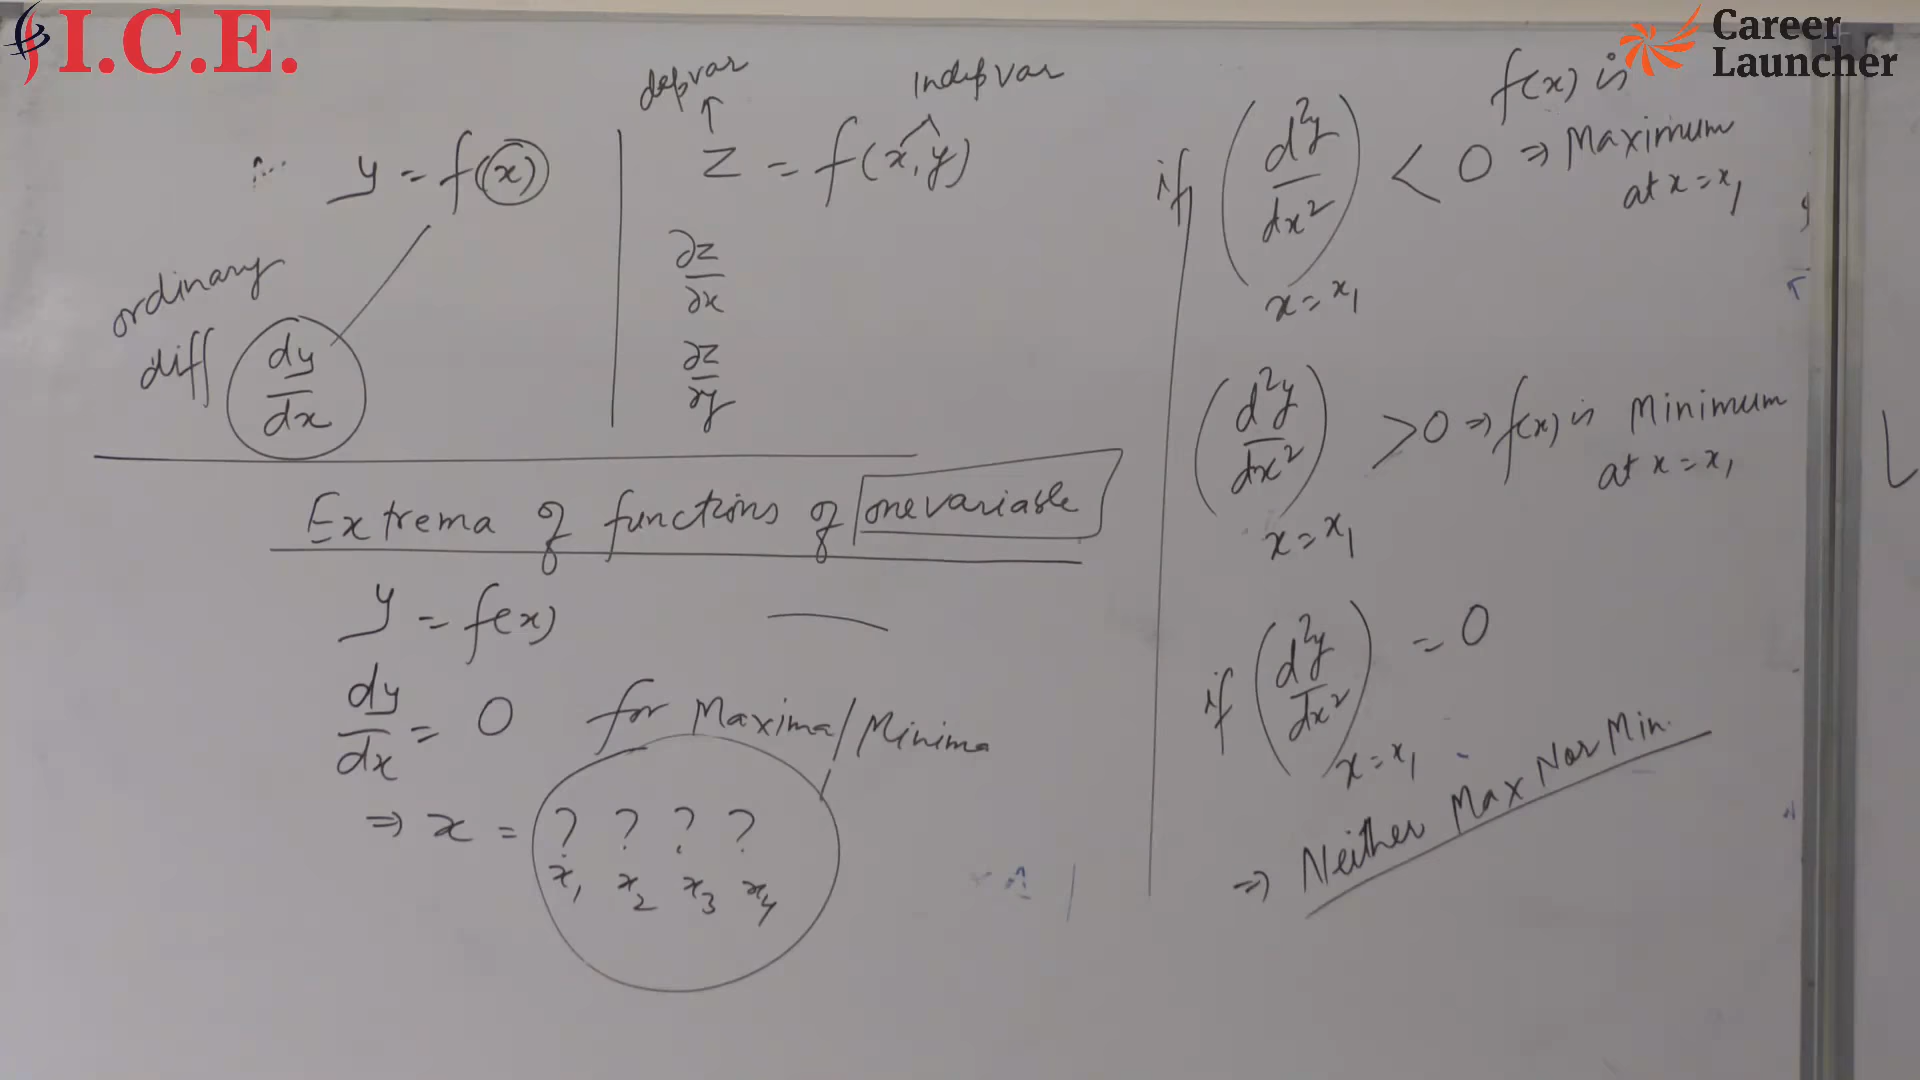 I.C.E.
Career
Launcher
y = f(x)
ordinary
diff dy/dx
dep var Indep var
z = f(x,y)
∂z/∂x
∂z/∂y
Extrema of functions of one variable
y = f(x)
dy/dx = 0 for Maxima/Minima
⇒ x = ? ? ? ?
x₁ x₂ x₃ x₄
f(x) is
if (d²y/dx²) < 0 ⇒ Maximum
x = x₁ at x = x₁
(d²y/dx²) > 0 ⇒ f(x) is Minimum
x = x₁ at x = x₁
if (d²y/dx²) = 0
x = x₁
⇒ Neither Max Nor Min.